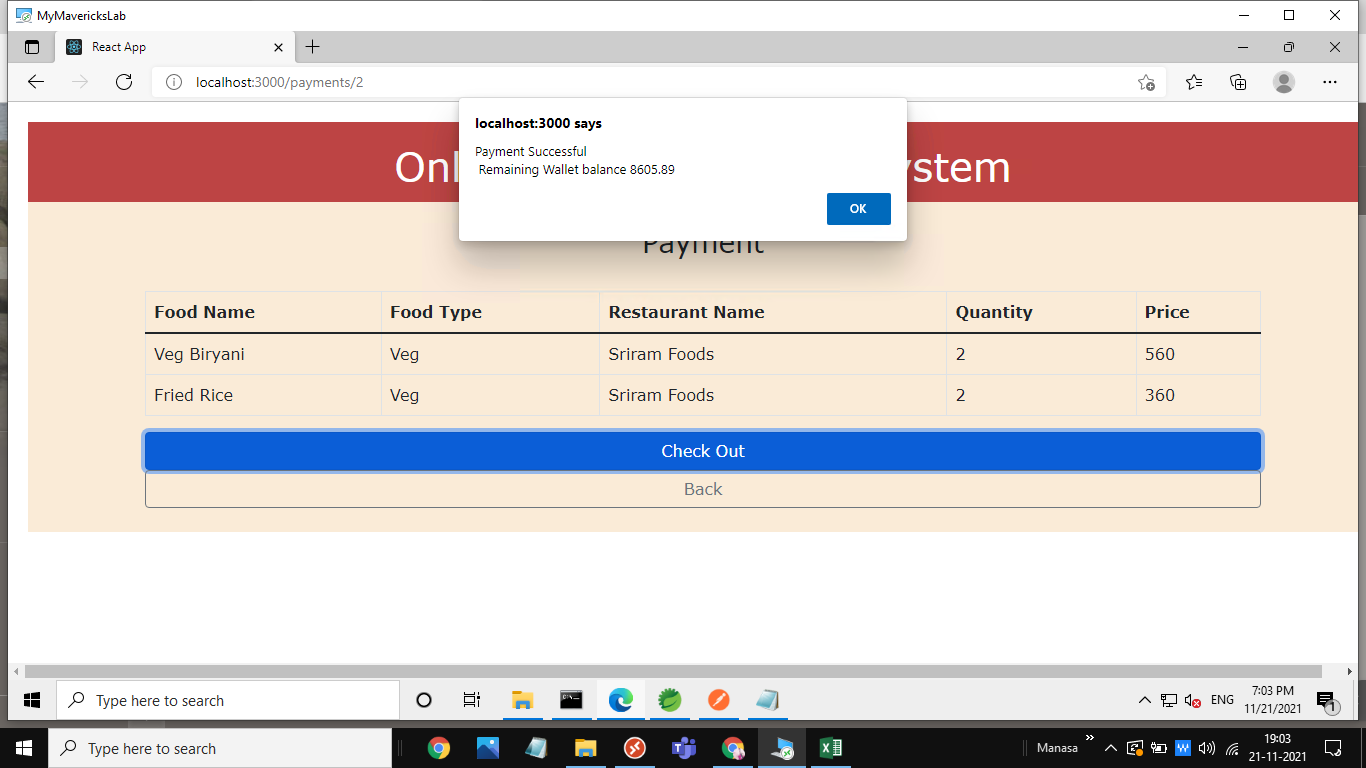 MyMavericksLab
React App
localhost:3000/payments/2
localhost:3000 says
Payment Successful
Remaining Wallet balance 8605.89
OK
Payment
Food Name Food Type Restaurant Name Quantity Price
Veg Biryani Veg Sriram Foods 2 560
Fried Rice Veg Sriram Foods 2 360
Check Out
Back
Type here to search
ENG
7:03 PM
11/21/2021
1
Type here to search
Manasa
19:03
21-11-2021